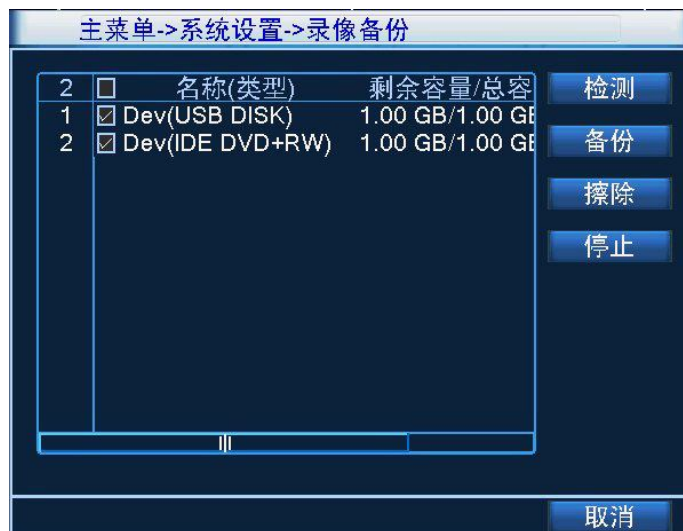 主菜单->系统设置->录像备份
2 名称(类型) 剩余容量/总容
1 Dev(USB DISK) 1.00 GB/1.00 GB
2 Dev(IDE DVD+RW) 1.00 GB/1.00 GB
检测
备份
擦除
停止
取消